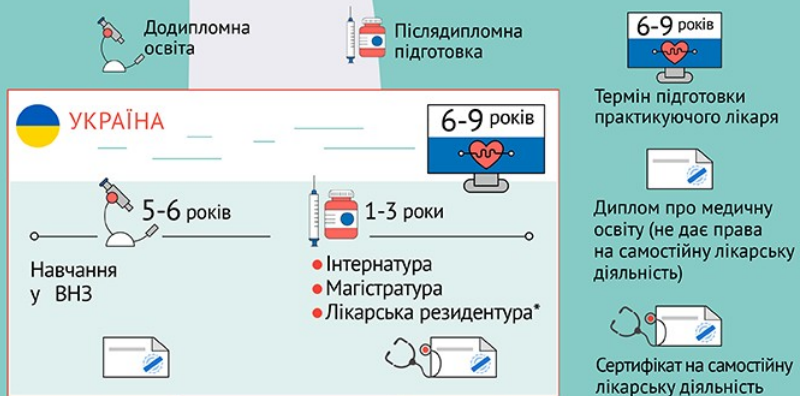 Додипломна
освіта
Післядипломна
підготовка
6-9 років
Термін підготовки
практикуючого лікаря
УКРАЇНА
6-9 років
5-6 років
1-3 роки
Навчання
у ВНЗ
• Інтернатура
• Магістратура
• Лікарська резидентура*
Диплом про медичну
освіту (не дає права
на самостійну лікарську
діяльність)
Сертифікат на самостійну
лікарську діяльність